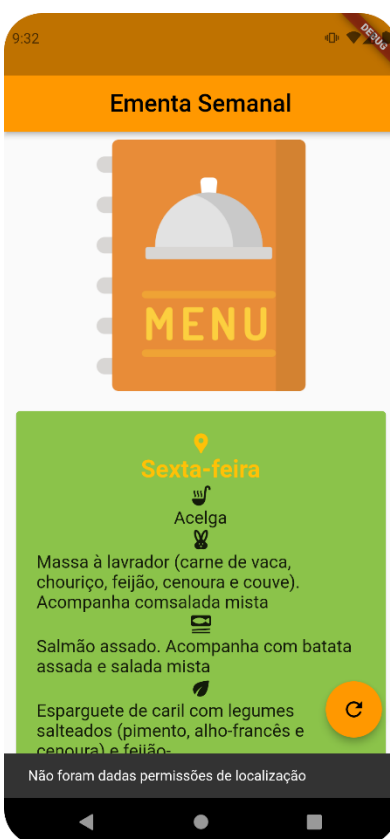 9:32
DEBUG
Ementa Semanal
MENU
Sexta-feira
Acelga
Massa à lavrador (carne de vaca,
chouriço, feijão, cenoura e couve).
Acompanha comsalada mista
Salmão assado. Acompanha com batata
assada e salada mista
Esparguete de caril com legumes
salteados (pimento, alho-francês e
cenoura) e feijão-
Não foram dadas permissões de localização